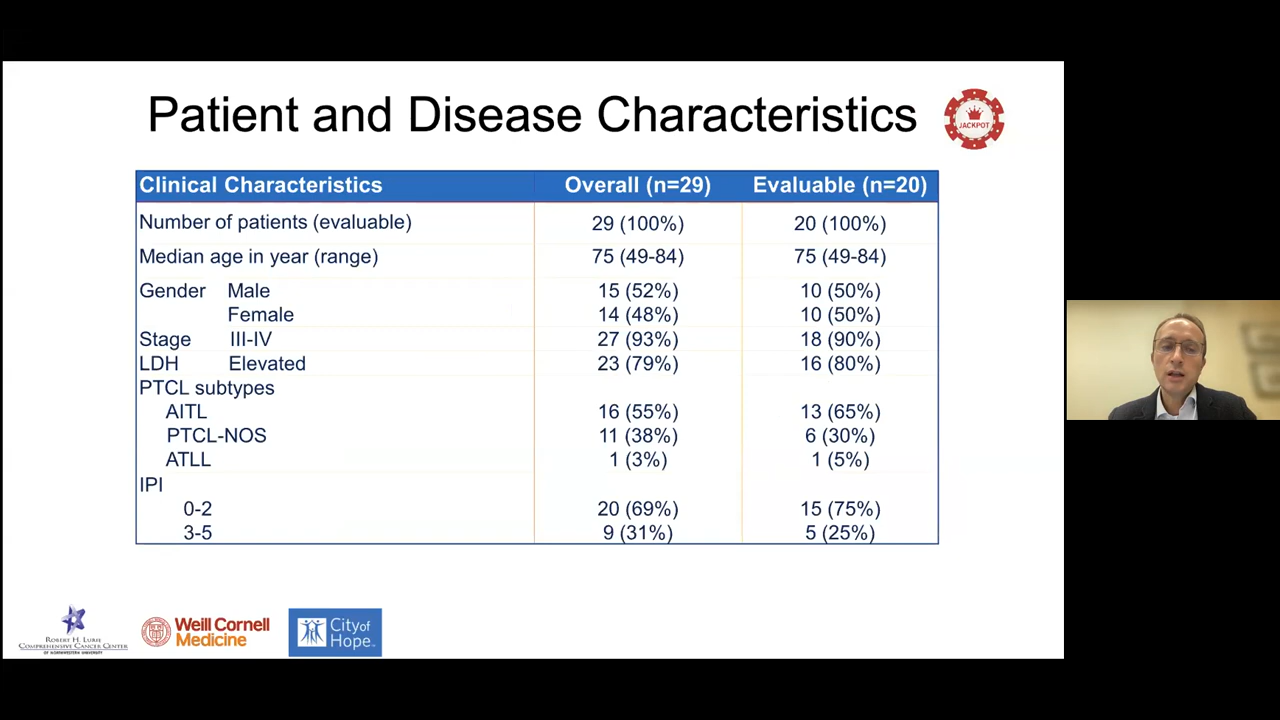 Patient and Disease Characteristics
JACKPOT
Clinical Characteristics Overall (n=29) Evaluable (n=20)
Number of patients (evaluable) 29 (100%) 20 (100%)
Median age in year (range) 75 (49-84) 75 (49-84)
Gender Male 15 (52%) 10 (50%)
Female 14 (48%) 10 (50%)
Stage III-IV 27 (93%) 18 (90%)
LDH Elevated 23 (79%) 16 (80%)
PTCL subtypes
AITL 16 (55%) 13 (65%)
PTCL-NOS 11 (38%) 6 (30%)
ATLL 1 (3%) 1 (5%)
IPI
0-2 20 (69%) 15 (75%)
3-5 9 (31%) 5 (25%)
Robert H. Lurie
Comprehensive Cancer Center
of Northwestern University
Weill Cornell
Medicine
City of
Hope